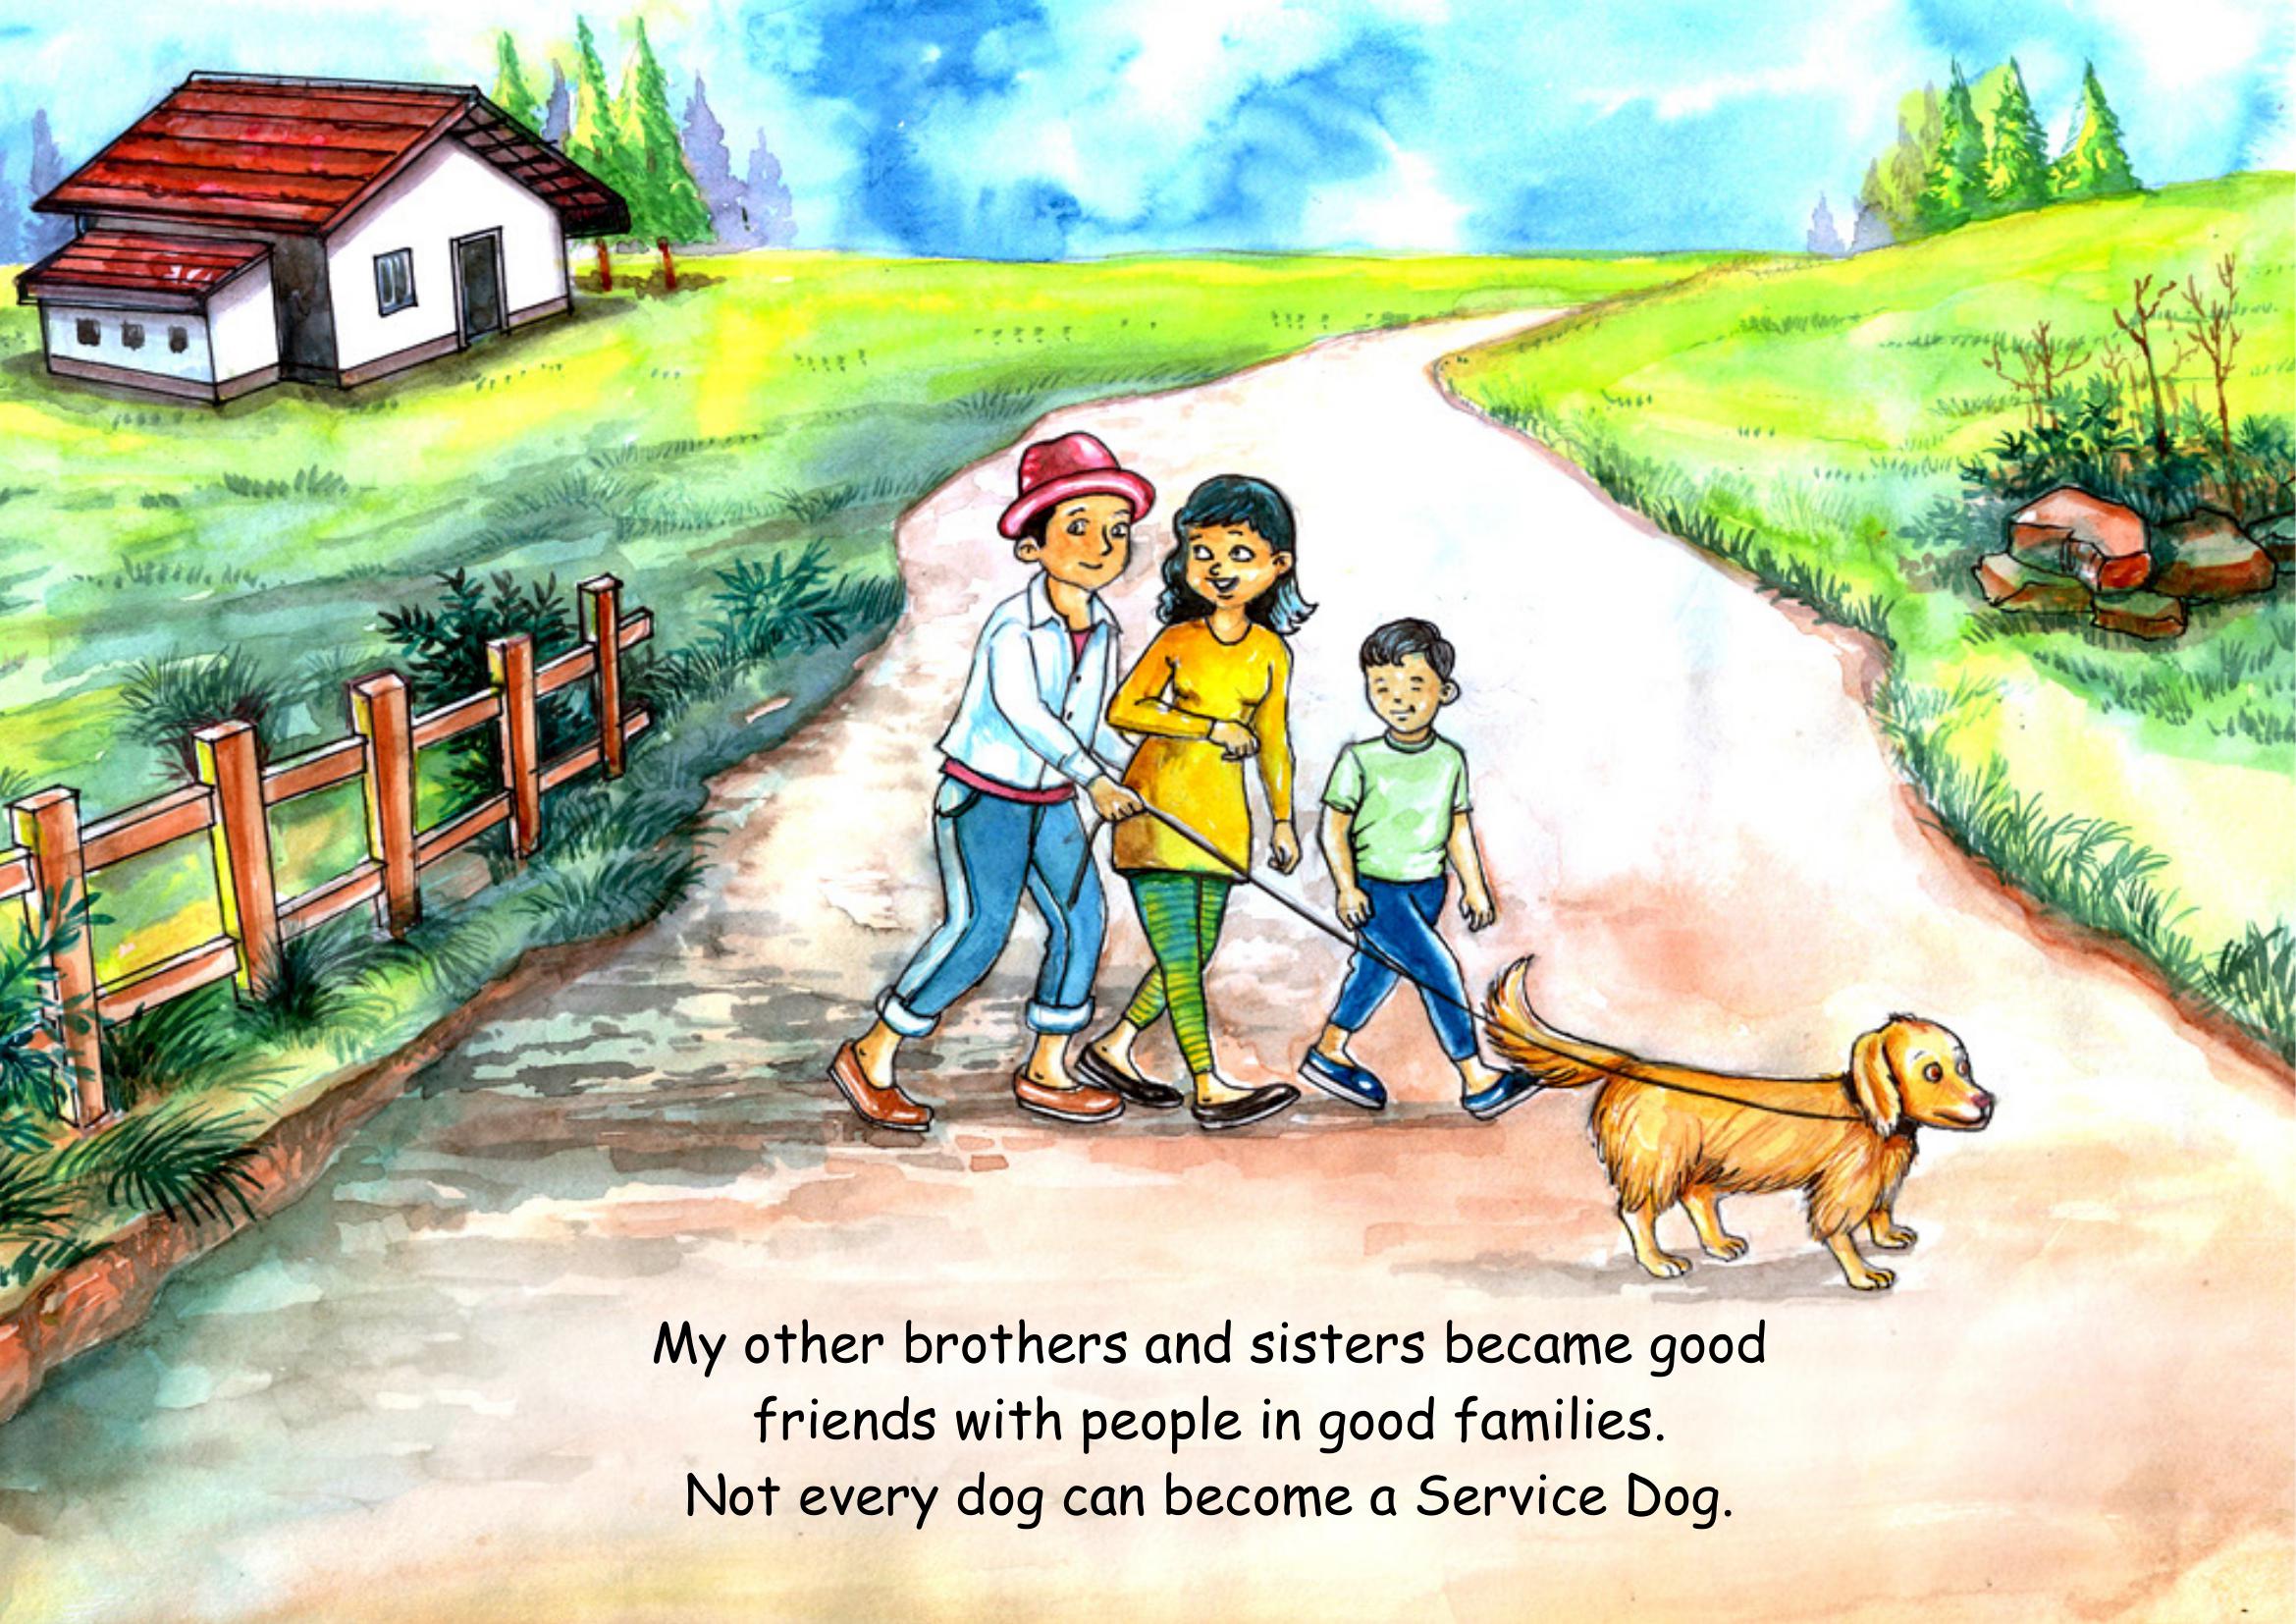 My other brothers and sisters became good
friends with people in good families.
Not every dog can become a Service Dog.